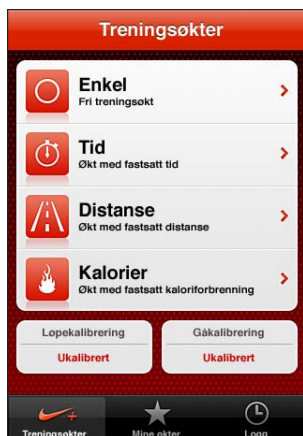 Treningsøkter
Enkel
Fri treningsøkt
Tid
Økt med fastsatt tid
Distanse
Økt med fastsatt distanse
Kalorier
Økt med fastsatt kaloriforbrenning
Løpekalibrering
Gåkalibrering
Ukalibrert
Ukalibrert
Treningsøkter
Mine økter
Logg